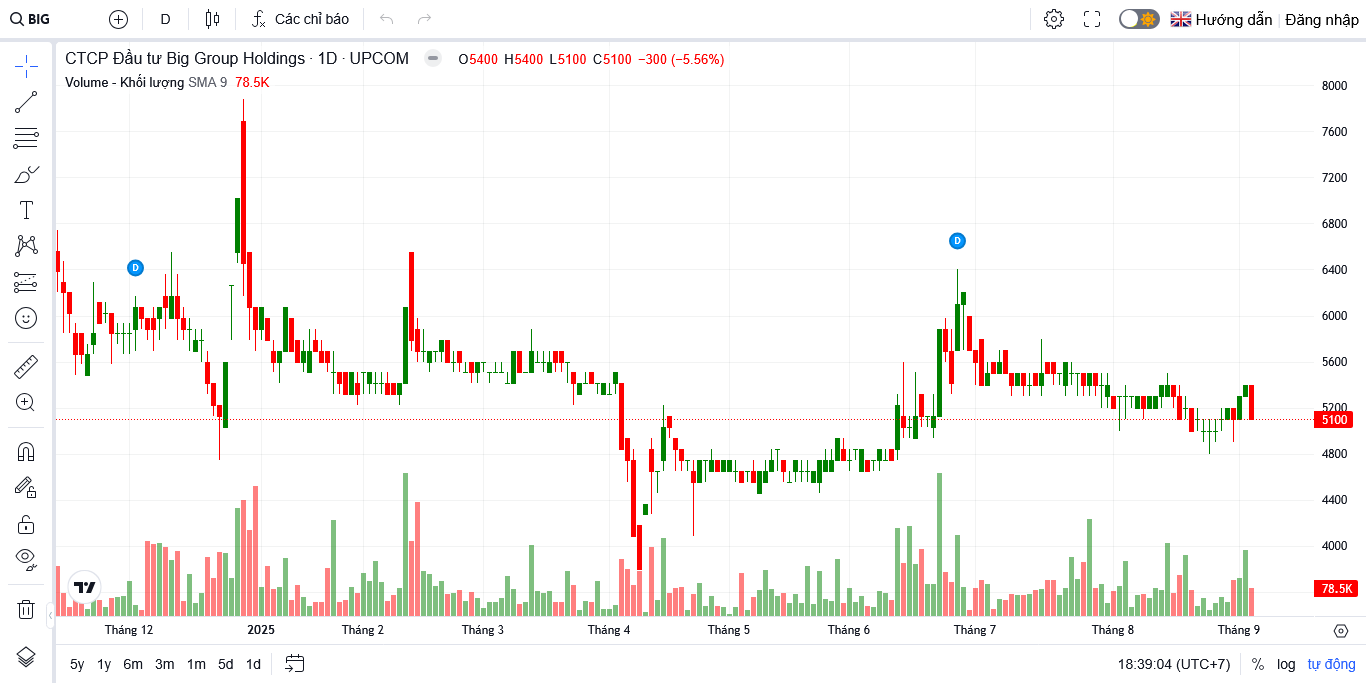 BIG D Các chỉ báo Hướng dẫn Đăng nhập
CTCP Đầu tư Big Group Holdings · 1D · UPCOM O5400 H5400 L5100 C5100 −300 (−5.56%)
Volume - Khối lượng SMA 9 78.5K
8000
7600
7200
6800
6400
6000
5600
5200
5100
4800
4400
4000
78.5K
D
D
Tháng 12 2025 Tháng 2 Tháng 3 Tháng 4 Tháng 5 Tháng 6 Tháng 7 Tháng 8 Tháng 9
5y 1y 6m 3m 1m 5d 1d 18:39:04 (UTC+7) % log tự động